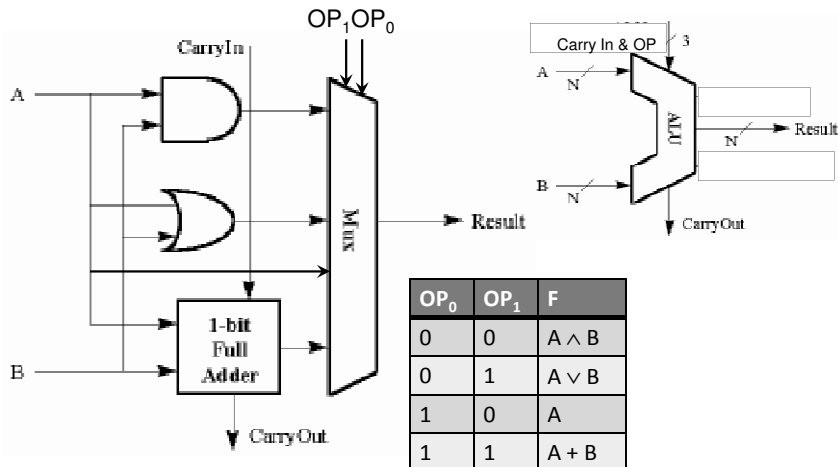 OP₁OP₀
CarryIn
A
B
Mux
Result
1-bit
Full
Adder
CarryOut
Carry In & OP
3
A
N
ALU
N
Result
B
N
CarryOut
OP₀ OP₁ F
0 0 A ∧ B
0 1 A ∨ B
1 0 A
1 1 A + B